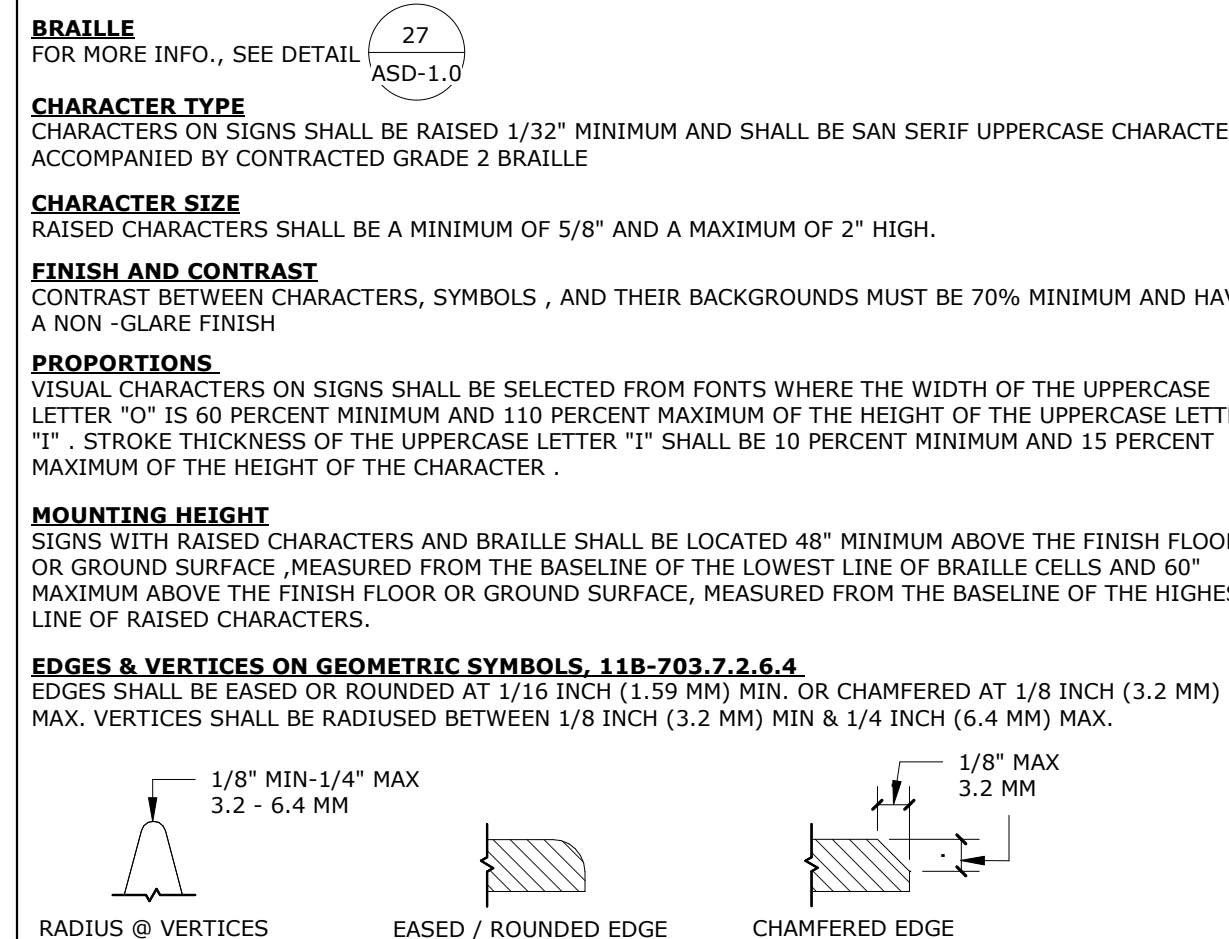 BRAILLE
FOR MORE INFO., SEE DETAIL
27
ASD-1.0
CHARACTER TYPE
CHARACTERS ON SIGNS SHALL BE RAISED 1/32" MINIMUM AND SHALL BE SAN SERIF UPPERCASE CHARACTE
ACCOMPANIED BY CONTRACTED GRADE 2 BRAILLE
CHARACTER SIZE
RAISED CHARACTERS SHALL BE A MINIMUM OF 5/8" AND A MAXIMUM OF 2" HIGH.
FINISH AND CONTRAST
CONTRAST BETWEEN CHARACTERS, SYMBOLS , AND THEIR BACKGROUNDS MUST BE 70% MINIMUM AND HAV
A NON -GLARE FINISH
PROPORTIONS
VISUAL CHARACTERS ON SIGNS SHALL BE SELECTED FROM FONTS WHERE THE WIDTH OF THE UPPERCASE
LETTER "O" IS 60 PERCENT MINIMUM AND 110 PERCENT MAXIMUM OF THE HEIGHT OF THE UPPERCASE LETT
"I" . STROKE THICKNESS OF THE UPPERCASE LETTER "I" SHALL BE 10 PERCENT MINIMUM AND 15 PERCENT
MAXIMUM OF THE HEIGHT OF THE CHARACTER .
MOUNTING HEIGHT
SIGNS WITH RAISED CHARACTERS AND BRAILLE SHALL BE LOCATED 48" MINIMUM ABOVE THE FINISH FLOOR
OR GROUND SURFACE ,MEASURED FROM THE BASELINE OF THE LOWEST LINE OF BRAILLE CELLS AND 60"
MAXIMUM ABOVE THE FINISH FLOOR OR GROUND SURFACE, MEASURED FROM THE BASELINE OF THE HIGHES
LINE OF RAISED CHARACTERS.
EDGES & VERTICES ON GEOMETRIC SYMBOLS, 11B-703.7.2.6.4
EDGES SHALL BE EASED OR ROUNDED AT 1/16 INCH (1.59 MM) MIN. OR CHAMFERED AT 1/8 INCH (3.2 MM)
MAX. VERTICES SHALL BE RADIUSED BETWEEN 1/8 INCH (3.2 MM) MIN & 1/4 INCH (6.4 MM) MAX.
1/8" MIN-1/4" MAX
3.2 - 6.4 MM
1/8" MAX
3.2 MM
RADIUS @ VERTICES
EASED / ROUNDED EDGE
CHAMFERED EDGE